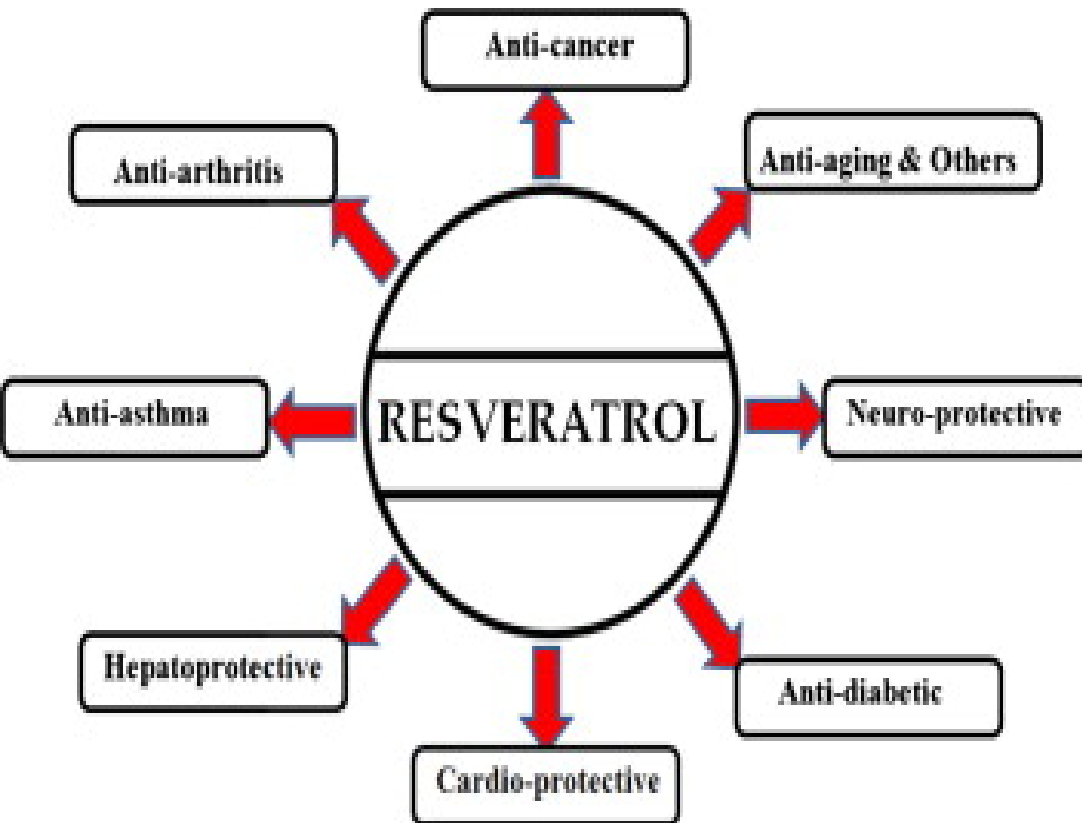 Anti-cancer
Anti-arthritis
Anti-aging & Others
Anti-asthma
RESVERATROL
Neuro-protective
Hepatoprotective
Anti-diabetic
Cardio-protective